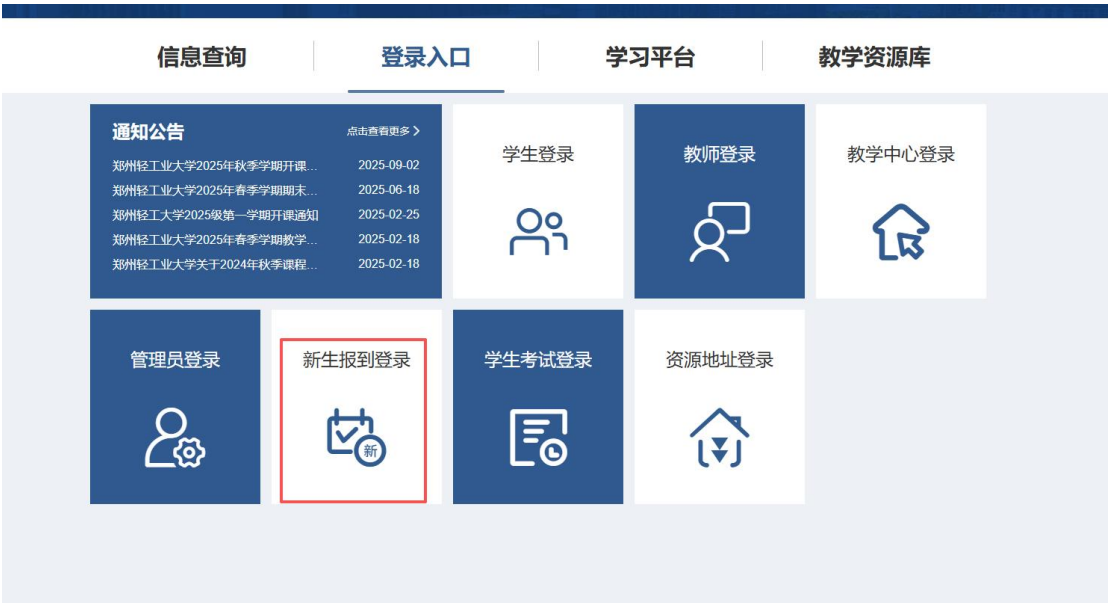 信息查询
登录入口
学习平台
教学资源库
通知公告
点击查看更多
郑州轻工业大学2025年秋季学期开课... 2025-09-02
郑州轻工业大学2025年春季学期期末... 2025-06-18
郑州轻工大学2025级第一学期开课通知 2025-02-25
郑州轻工业大学2025年春季学期教学... 2025-02-18
郑州轻工业大学关于2024年秋季课程... 2025-02-18
学生登录
教师登录
教学中心登录
管理员登录
新生报到登录
新
学生考试登录
资源地址登录